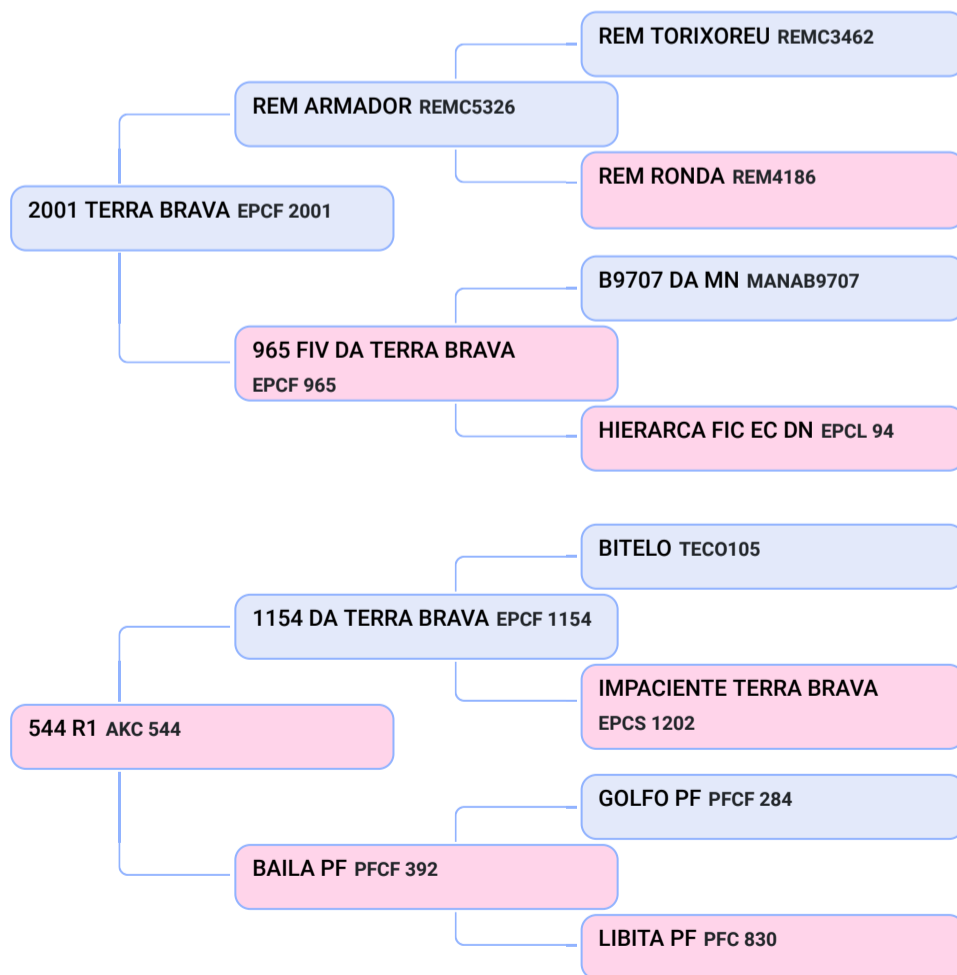 REM TORIXOREU REMC3462
REM ARMADOR REMC5326
REM RONDA REM4186
2001 TERRA BRAVA EPCF 2001
B9707 DA MN MANAB9707
965 FIV DA TERRA BRAVA
EPCF 965
HIERARCA FIC EC DN EPCL 94
BITELO TECO105
1154 DA TERRA BRAVA EPCF 1154
IMPACIENTE TERRA BRAVA
EPCS 1202
544 R1 AKC 544
GOLFO PF PFCF 284
BAILA PF PFCF 392
LIBITA PF PFC 830